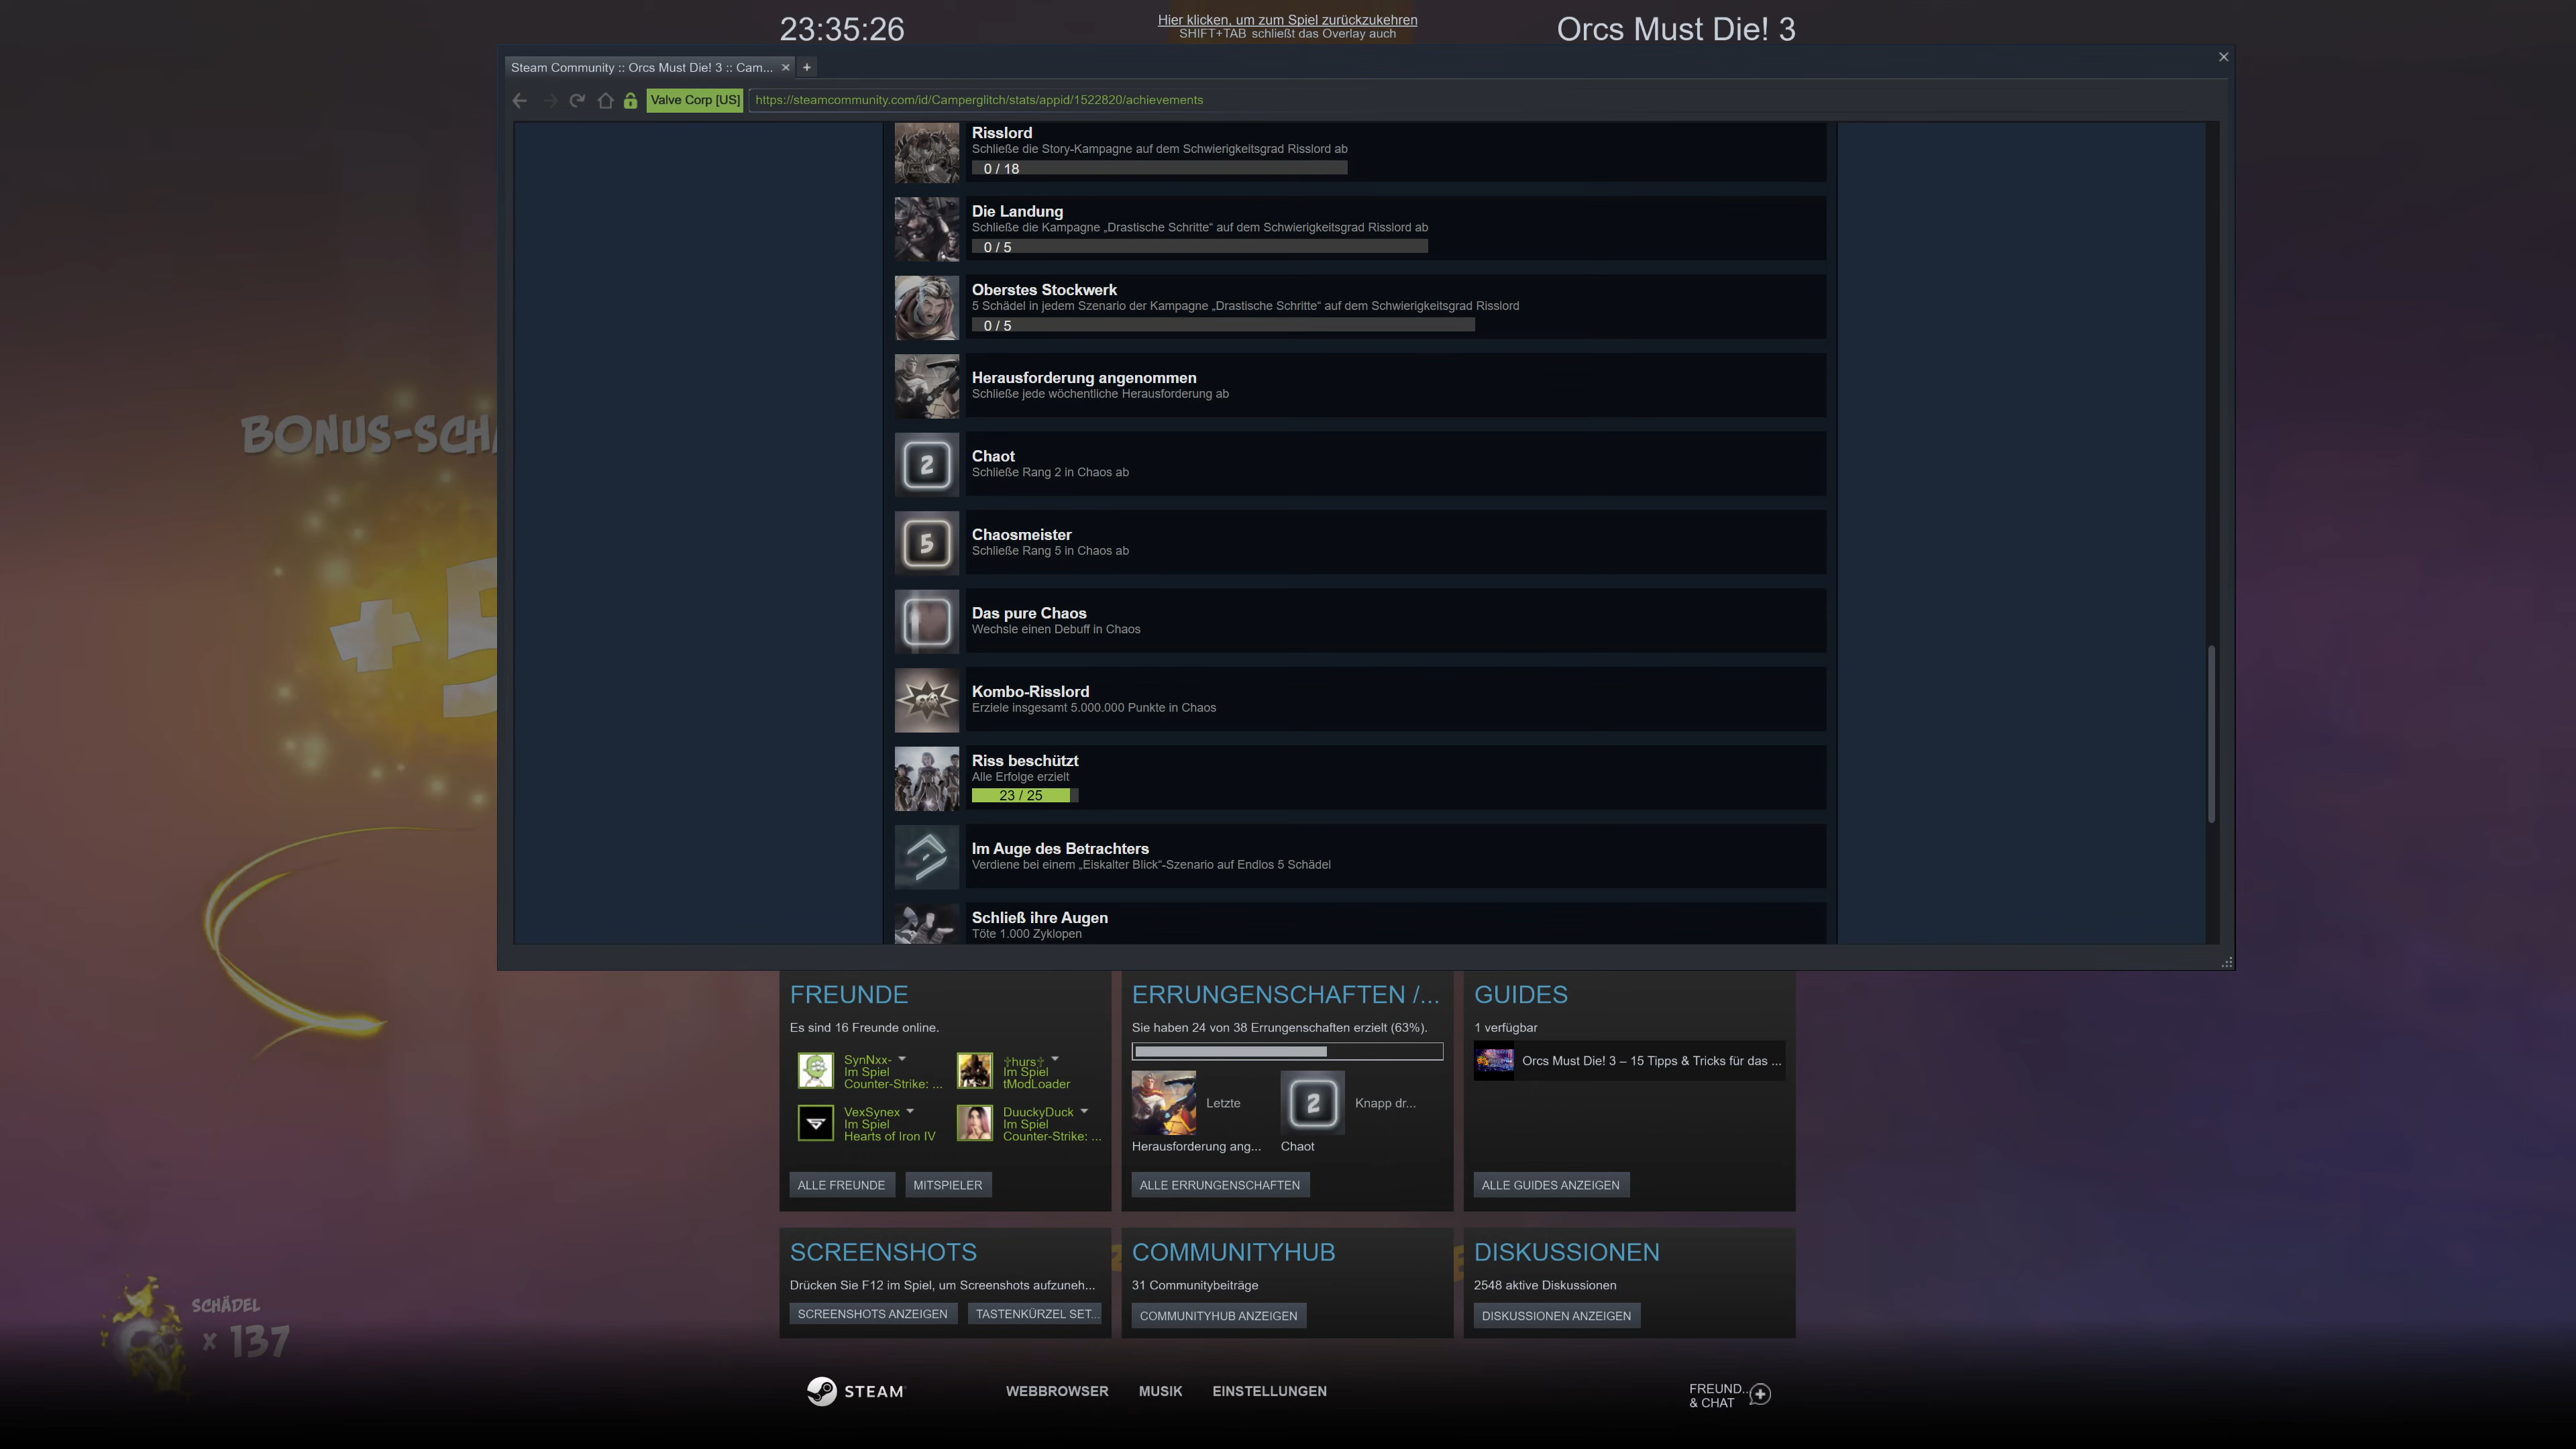 23:35:26
Hier klicken, um zum Spiel zurückzukehren
SHIFT+TAB schließt das Overlay auch
Orcs Must Die! 3
Steam Community :: Orcs Must Die! 3 :: Cam...
Valve Corp [US]
https://steamcommunity.com/id/Camperglitch/stats/appid/1522820/achievements
Risslord
Schließe die Story-Kampagne auf dem Schwierigkeitsgrad Risslord ab
0 / 18
Die Landung
Schließe die Kampagne „Drastische Schritte“ auf dem Schwierigkeitsgrad Risslord ab
0 / 5
Oberstes Stockwerk
5 Schädel in jedem Szenario der Kampagne „Drastische Schritte“ auf dem Schwierigkeitsgrad Risslord
0 / 5
Herausforderung angenommen
Schließe jede wöchentliche Herausforderung ab
BONUS-SCHÄ
2
Chaot
Schließe Rang 2 in Chaos ab
5
Chaosmeister
Schließe Rang 5 in Chaos ab
+5
Das pure Chaos
Wechsle einen Debuff in Chaos
Kombo-Risslord
Erziele insgesamt 5.000.000 Punkte in Chaos
Riss beschützt
Alle Erfolge erzielt
23 / 25
Im Auge des Betrachters
Verdiene bei einem „Eiskalter Blick“-Szenario auf Endlos 5 Schädel
Schließ ihre Augen
Töte 1.000 Zyklopen
FREUNDE
Es sind 16 Freunde online.
SynNxx-
Im Spiel
Counter-Strike: ...
†hurs†
Im Spiel
tModLoader
VexSynex
Im Spiel
Hearts of Iron IV
DuuckyDuck
Im Spiel
Counter-Strike: ...
ALLE FREUNDE
MITSPIELER
ERRUNGENSCHAFTEN /...
Sie haben 24 von 38 Errungenschaften erzielt (63%).
Letzte
2
Knapp dr...
Herausforderung ang...
Chaot
ALLE ERRUNGENSCHAFTEN
GUIDES
1 verfügbar
Orcs Must Die! 3 – 15 Tipps & Tricks für das ...
ALLE GUIDES ANZEIGEN
SCREENSHOTS
Drücken Sie F12 im Spiel, um Screenshots aufzuneh...
SCREENSHOTS ANZEIGEN
TASTENKÜRZEL SET...
COMMUNITYHUB
31 Communitybeiträge
COMMUNITYHUB ANZEIGEN
DISKUSSIONEN
2548 aktive Diskussionen
DISKUSSIONEN ANZEIGEN
SCHÄDEL
× 137
STEAM
WEBBROWSER
MUSIK
EINSTELLUNGEN
FREUND...
& CHAT